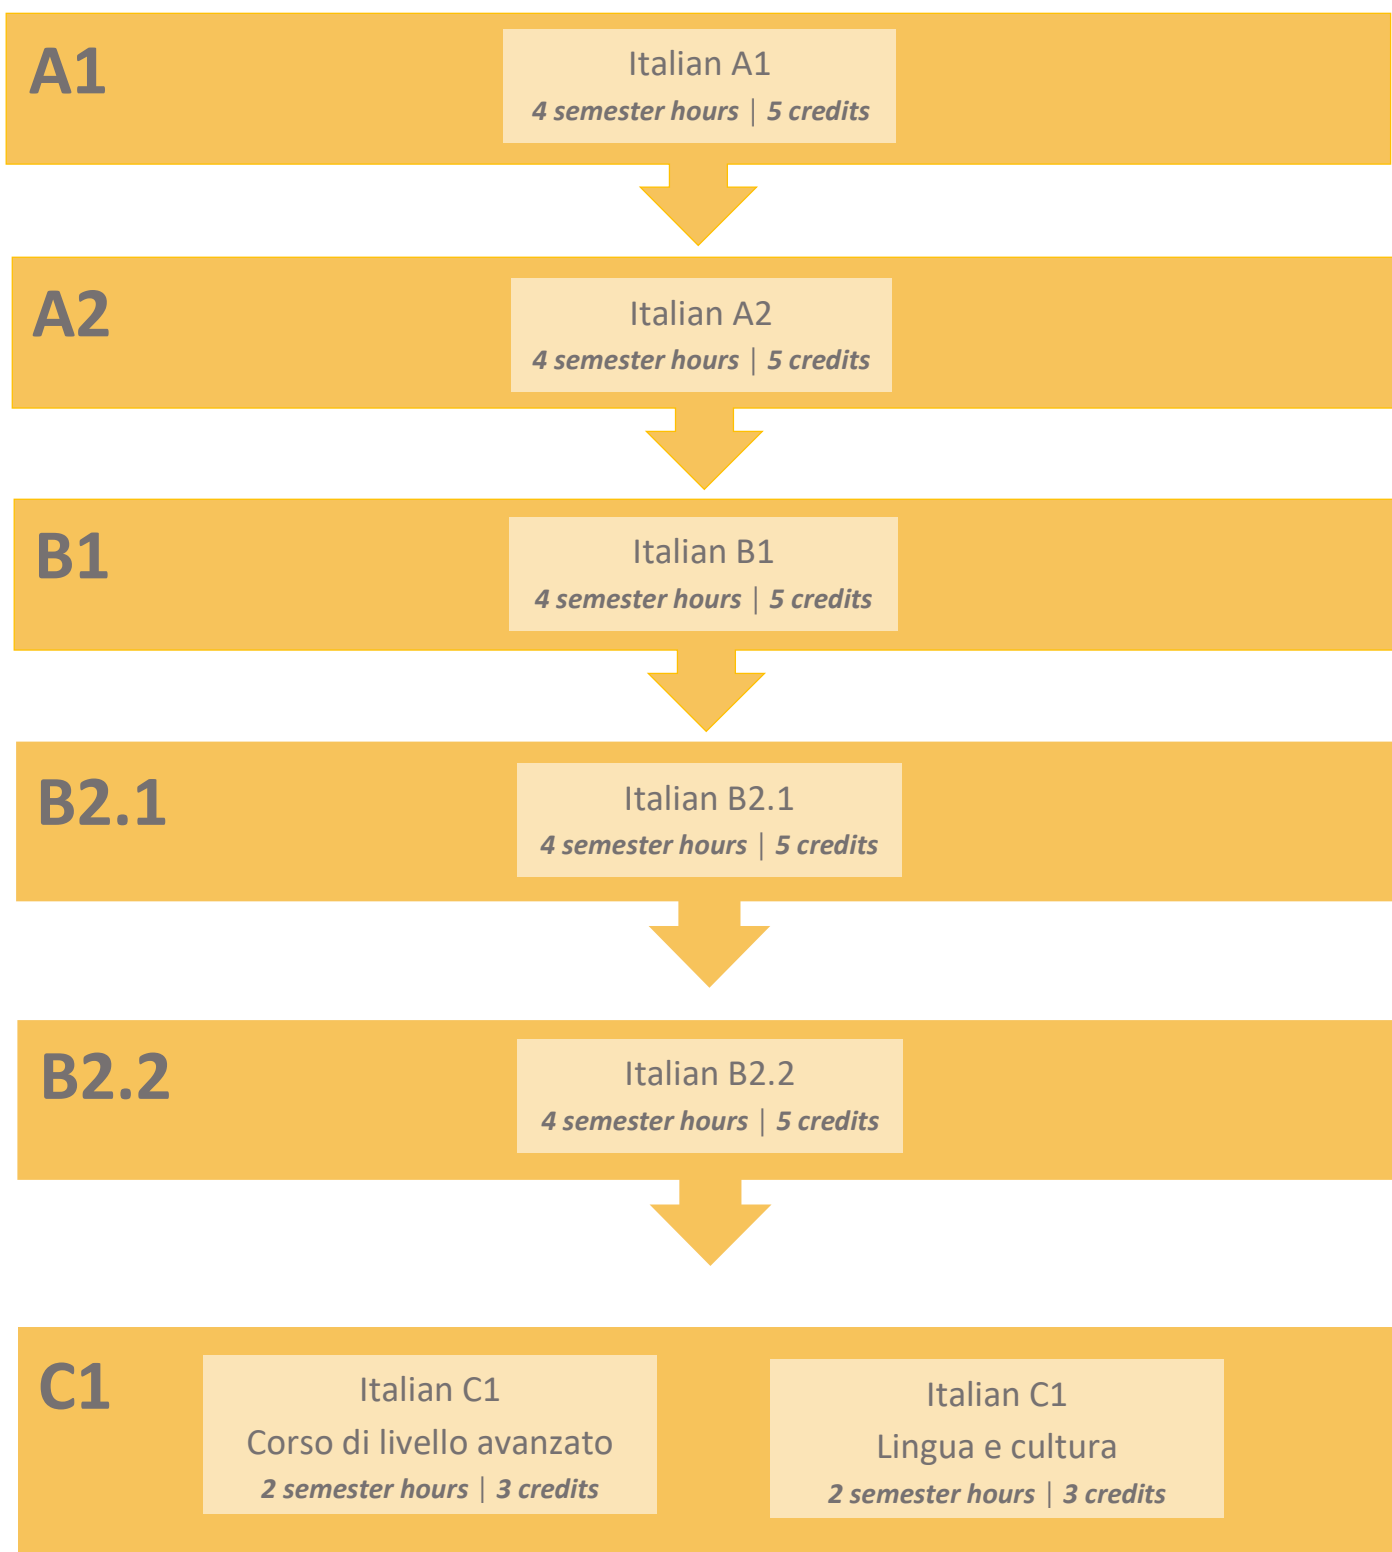 A1
Italian A1
4 semester hours | 5 credits
A2
Italian A2
4 semester hours | 5 credits
B1
Italian B1
4 semester hours | 5 credits
B2.1
Italian B2.1
4 semester hours | 5 credits
B2.2
Italian B2.2
4 semester hours | 5 credits
C1
Italian C1
Corso di livello avanzato
2 semester hours | 3 credits
Italian C1
Lingua e cultura
2 semester hours | 3 credits